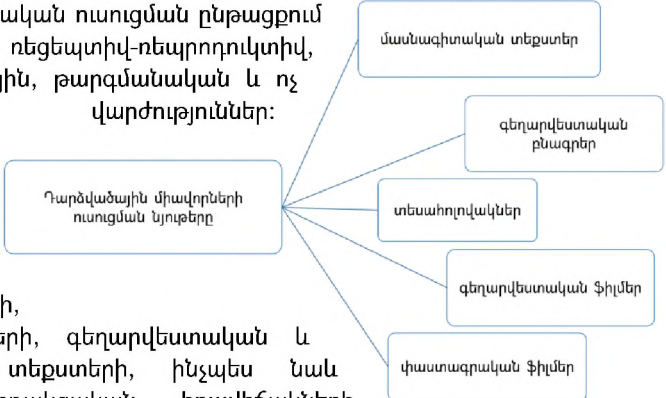 ական ուսուցման ընթացքում
ռեցեպտիվ-ռեպրոդուկտիվ,
յին, թարգմանական և ոչ
վարժություններ:
մասնագիտական տեքստեր
գեղարվեստական
բնագրեր
Դարձվածային միավորների
ուսուցման նյութերը
տեսահոլովակներ
գեղարվեստական ֆիլմեր
փաստագրական ֆիլմեր
ի,
երի, գեղարվեստական և
տեքստերի, ինչպես նաև